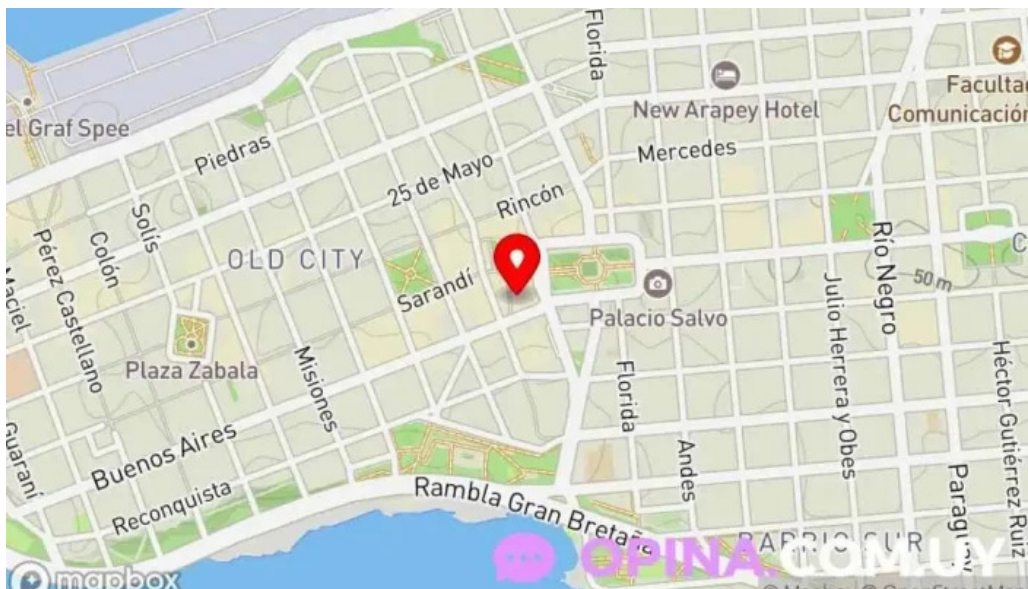 Florida
New Arapey Hotel
Faculta
Comunicación
el Graf Spee
Piedras
Mercedes
25 de Mayo
Rincón
Solís
Colón
Pérez Castellano
Maciel
OLD CITY
Sarandí
Río Negro
50 m
C
Palacio Salvo
Plaza Zabala
Misiones
Florida
Julio Herrera y Obes
Héctor Gutiérrez Ruiz
Guaraní
Buenos Aires
Andes
Paraguay
Reconquista
Rambla Gran Bretaña
BARRIO SUR
OPINA.COM.UY
mapbox